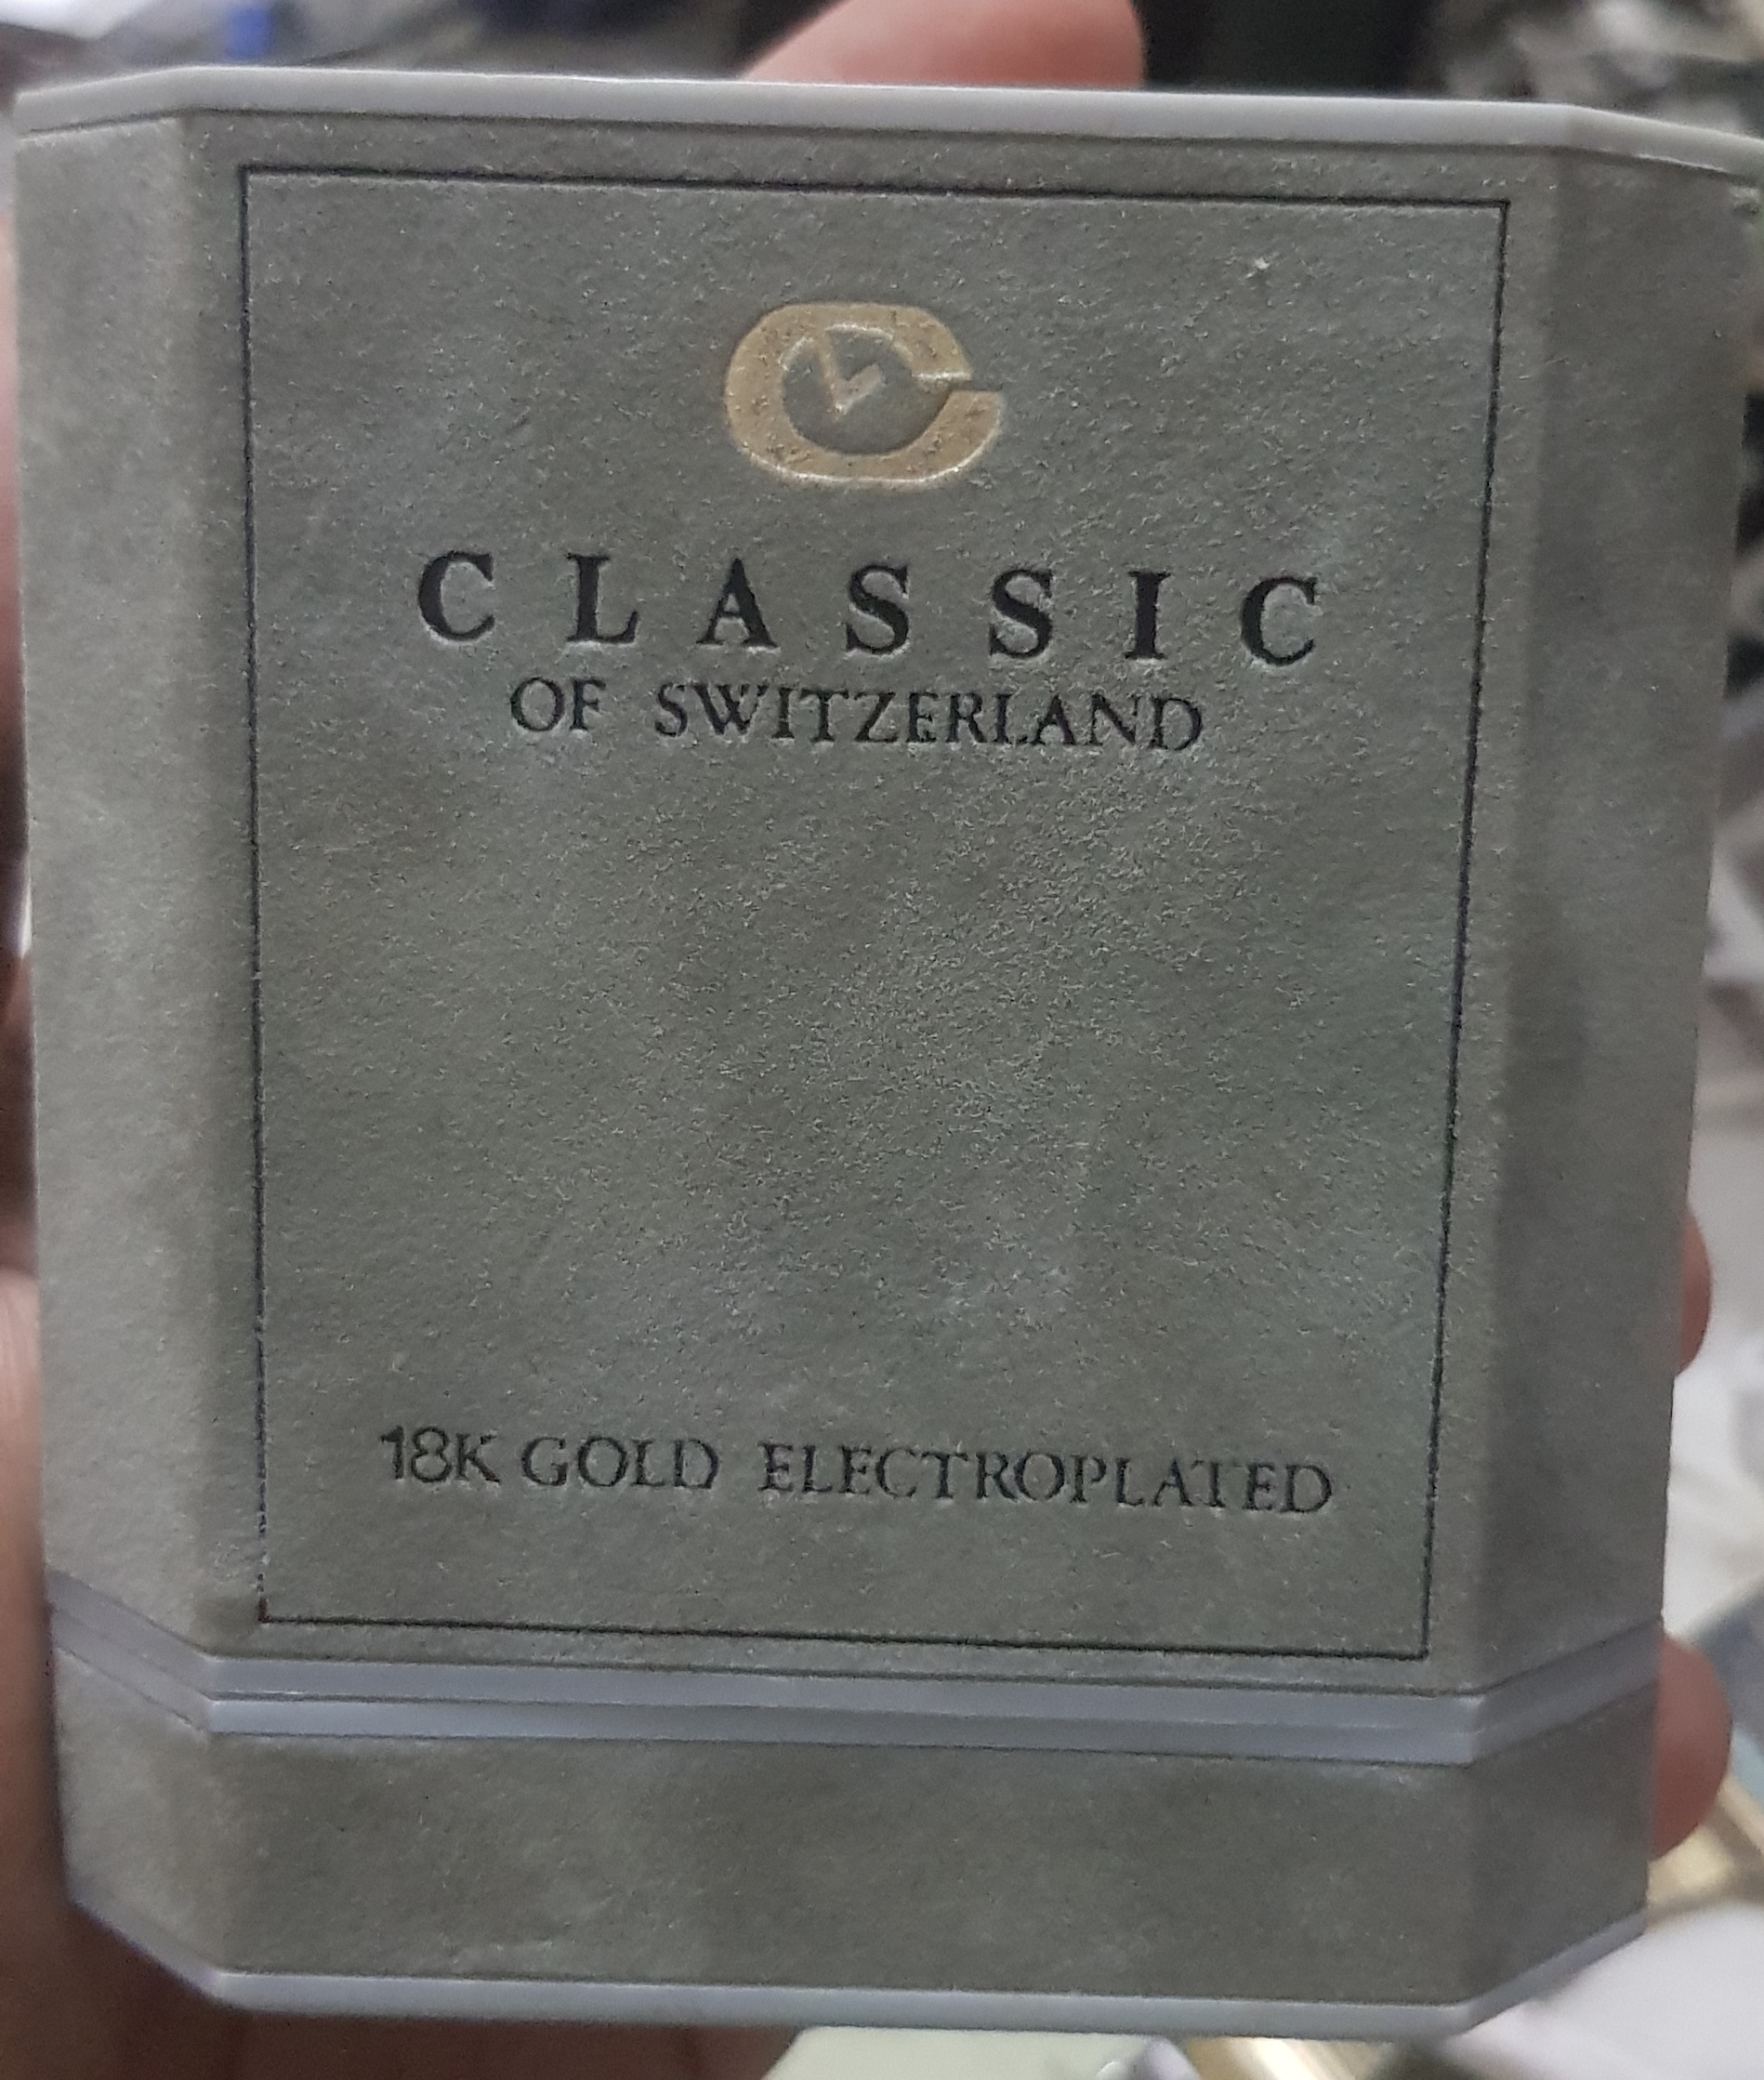 CLASSIC
OF SWITZERLAND
18K GOLD ELECTROPLATED